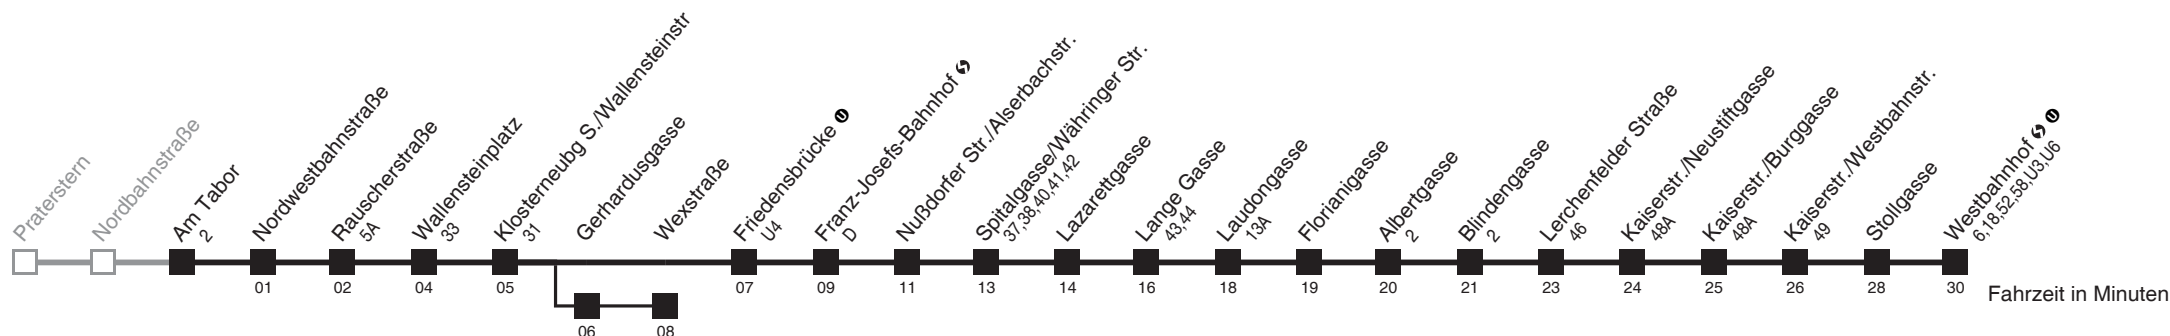 Praterstern
Nordbahnstraße
Am Tabor
2
Nordwestbahnstraße
Rauscherstraße
5A
Wallensteinplatz
33
Klosterneubg S./Wallensteinstr
31
Gerhardusgasse
Wexstraße
Friedensbrücke U
U4
Franz-Josefs-Bahnhof
D
Nußdorfer Str./Alserbachstr.
Spitalgasse/Währinger Str.
37,38,40,41,42
Lazarettgasse
Lange Gasse
43,44
Laudongasse
13A
Florianigasse
Albertgasse
2
Blindengasse
2
Lerchenfelder Straße
46
Kaiserstr./Neustiftgasse
48A
Kaiserstr./Burggasse
48A
Kaiserstr./Westbahnstr.
49
Stollgasse
Westbahnhof U
6,18,52,58,U3,U6
01 02 04 05 07 09 11 13 14 16 18 19 20 21 23 24 25 26 28 30 Fahrzeit in Minuten
06 08